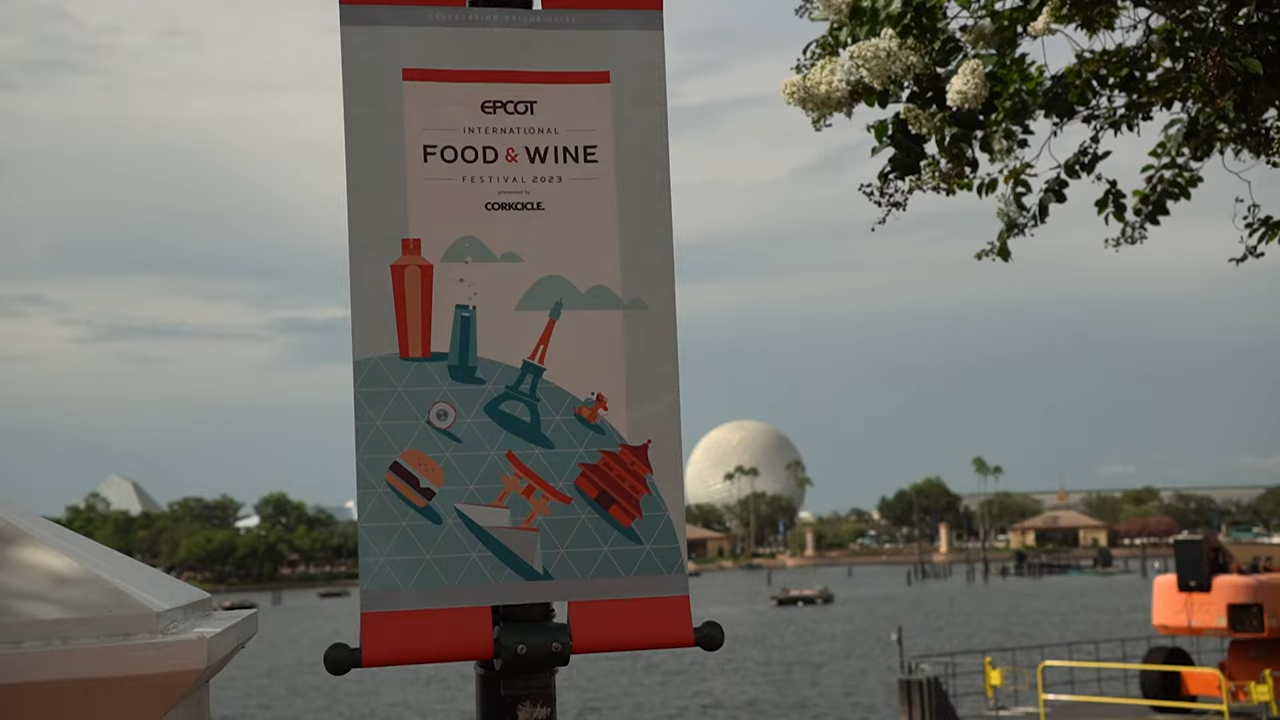 EPCOT
INTERNATIONAL
FOOD & WINE
FESTIVAL 2023
presented by
CORKCICLE.